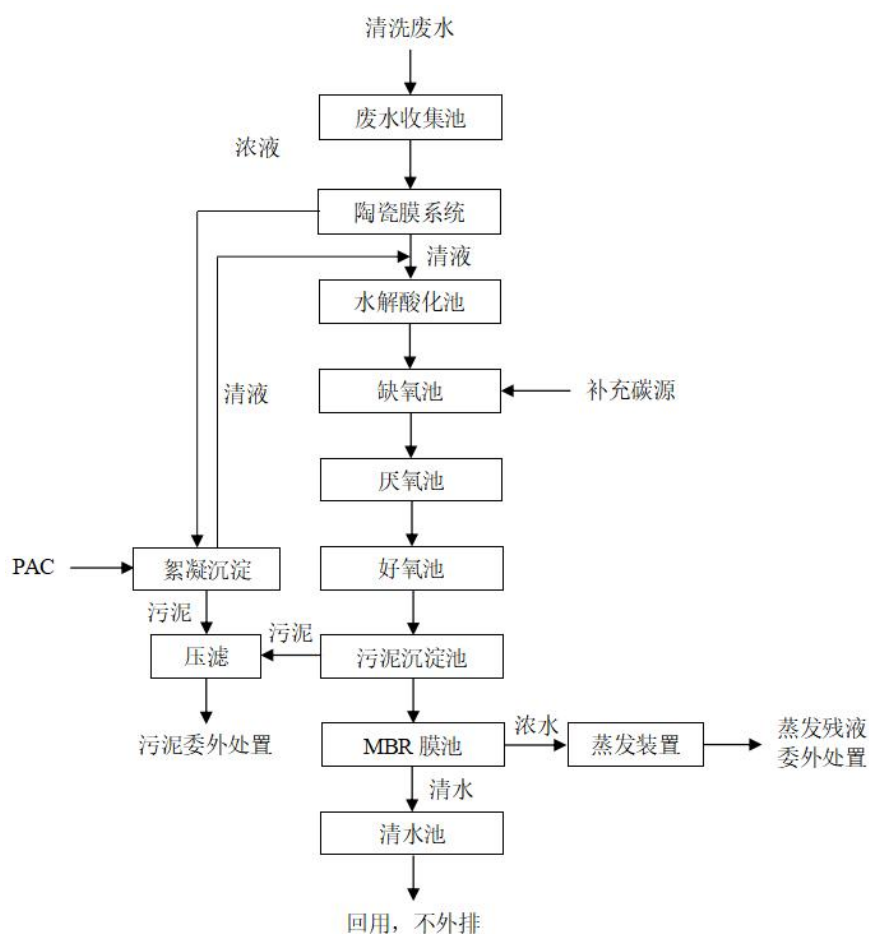 清洗废水
废水收集池
浓液
陶瓷膜系统
清液
水解酸化池
清液
缺氧池
补充碳源
厌氧池
PAC
絮凝沉淀
好氧池
污泥
污泥
压滤
污泥沉淀池
污泥委外处置
MBR 膜池
浓水
蒸发装置
蒸发残液
委外处置
清水
清水池
回用，不外排